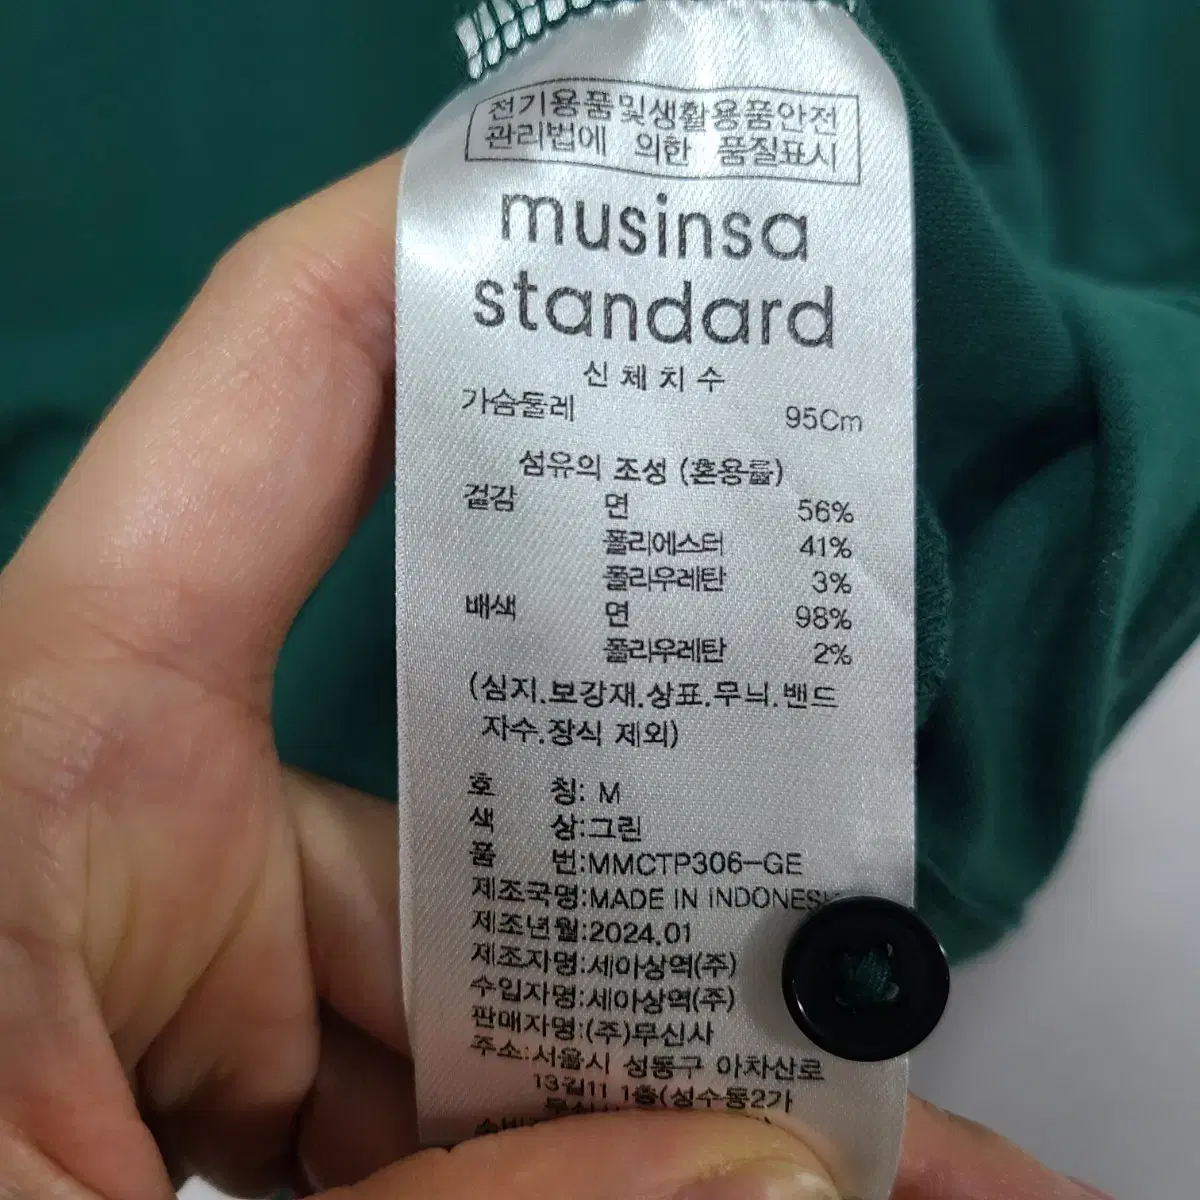 전기용품및생활용품안전
관리법에 의한 품질표시
musinsa
standard
신체치수
가슴둘레 95Cm
섬유의 조성 (혼용률)
겉감 면 56%
폴리에스터 41%
폴리우레탄 3%
배색 면 98%
폴리우레탄 2%
(심지.보강재.상표.무늬.밴드
자수.장식 제외)
호 칭: M
색 상:그린
품 번:MMCTP306-GE
제조국명:MADE IN
제조년월:2024.01
제조자명:세아상역(주)
수입자명:세아상역(주)
판매자명:(주)무신사
주소:서울시 성동구 아차산로
13길11 1층(성수동2가